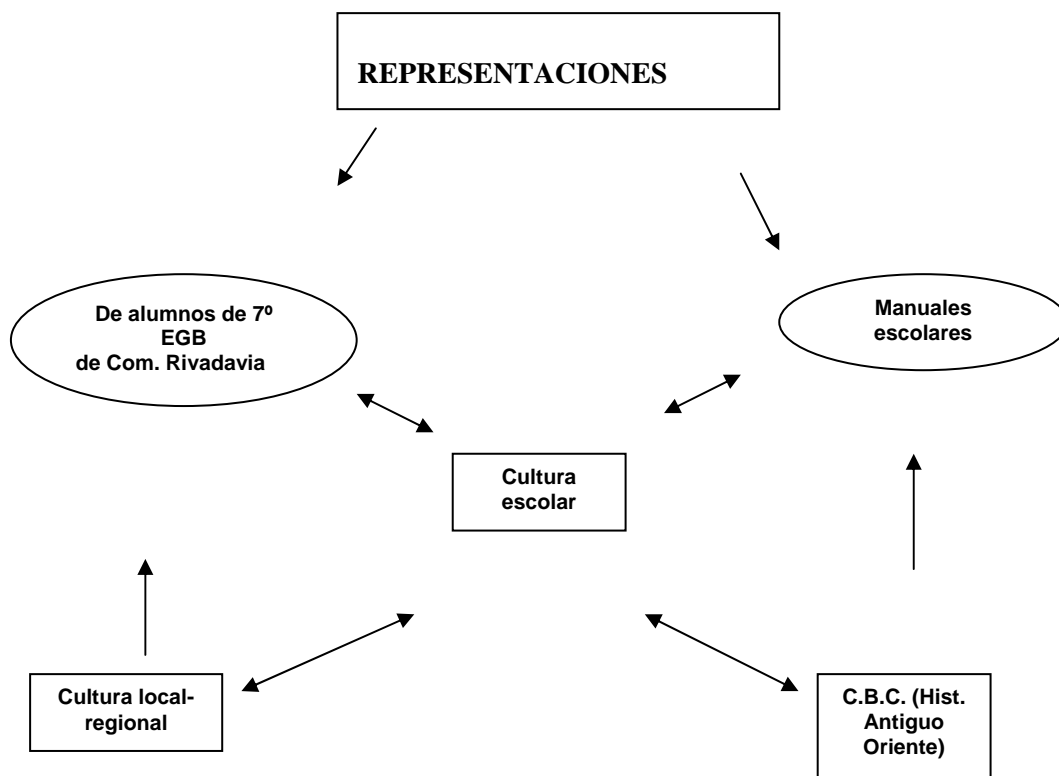 REPRESENTACIONES
De alumnos de 7º
EGB
de Com. Rivadavia
Manuales
escolares
Cultura
escolar
Cultura local-
regional
C.B.C. (Hist.
Antiguo
Oriente)